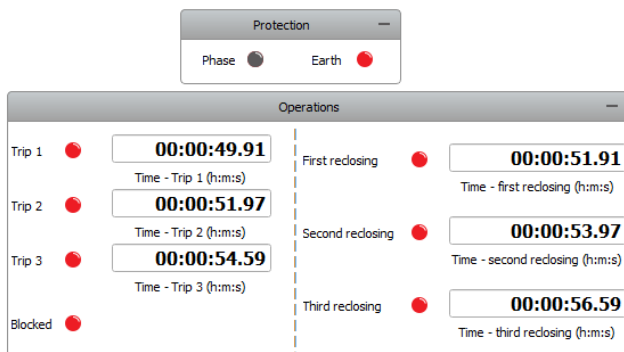 Protection
Phase Earth
Operations
Trip 1 00:00:49.91
Time - Trip 1 (h:m:s)
Trip 2 00:00:51.97
Time - Trip 2 (h:m:s)
Trip 3 00:00:54.59
Time - Trip 3 (h:m:s)
Blocked
First reclosing 00:00:51.91
Time - first reclosing (h:m:s)
Second reclosing 00:00:53.97
Time - second reclosing (h:m:s)
Third reclosing 00:00:56.59
Time - third reclosing (h:m:s)